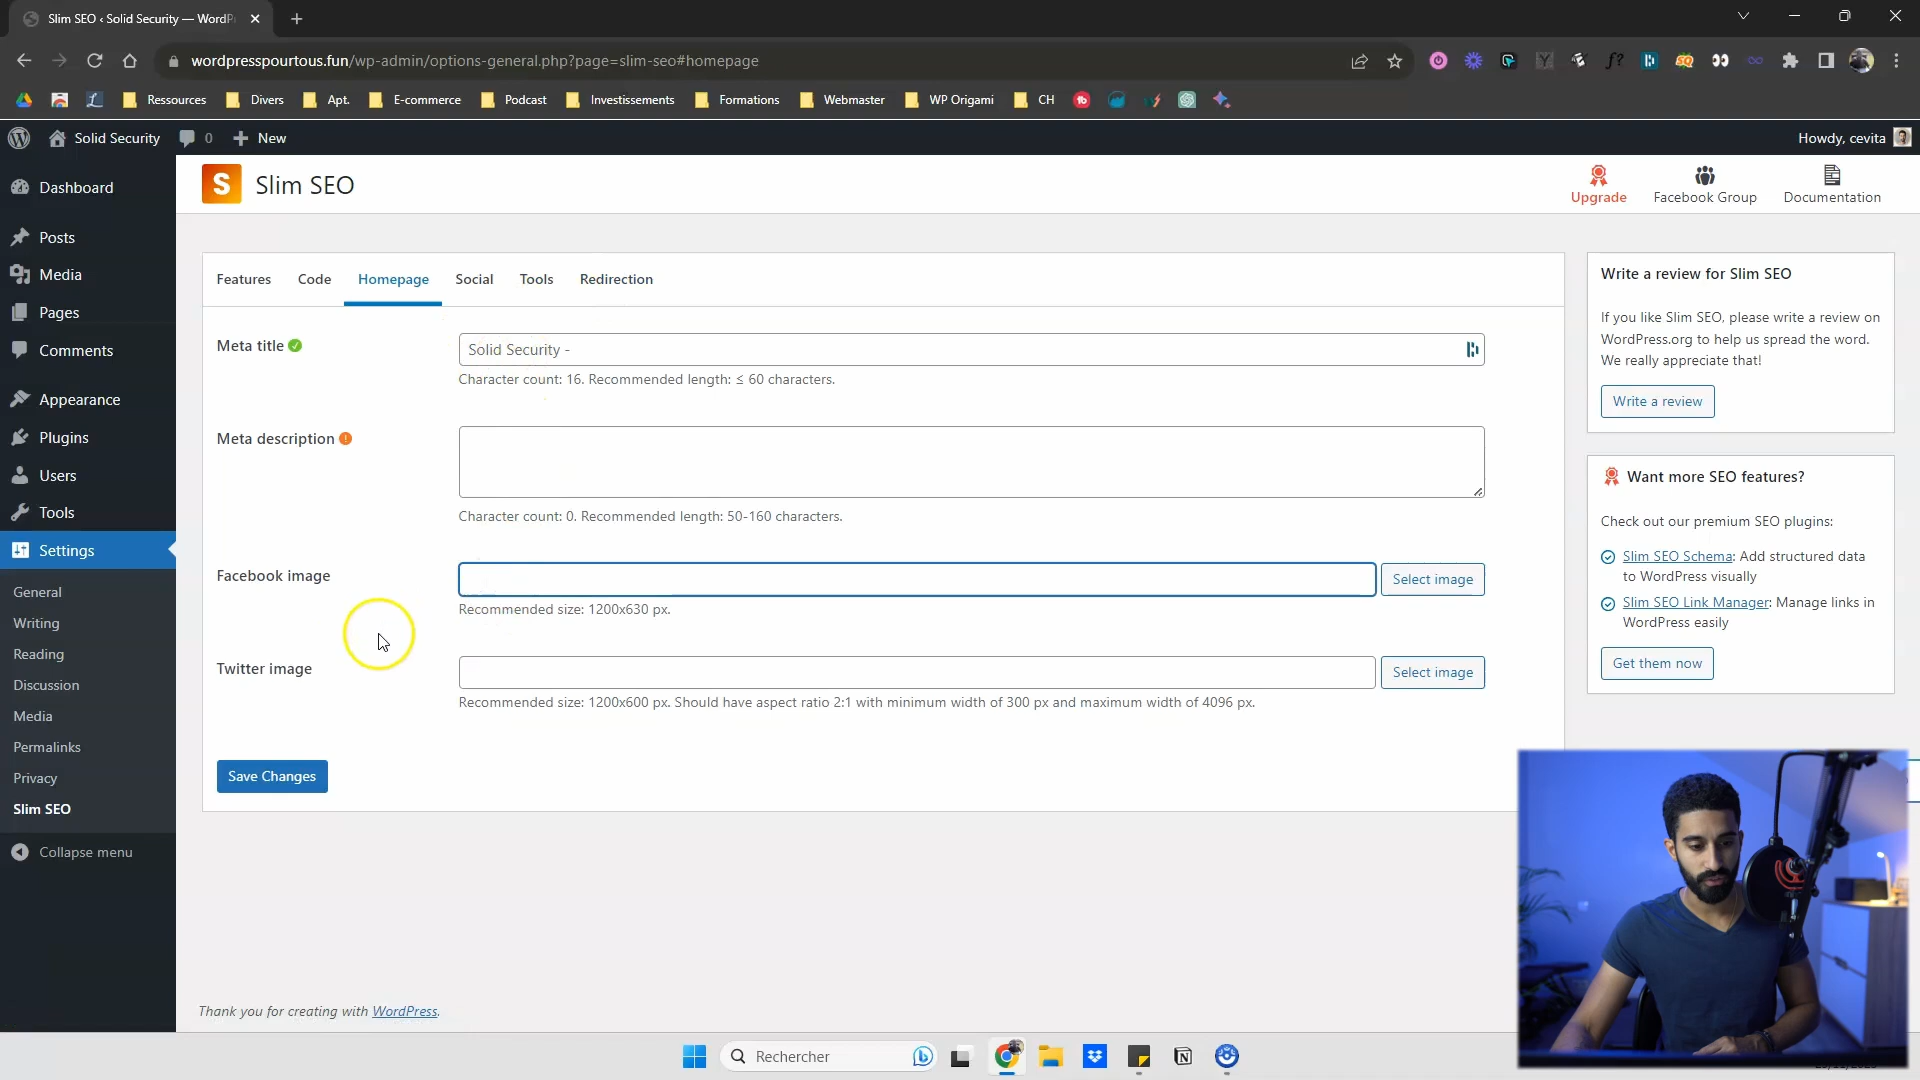 Slim SEO ‹ Solid Security — WordP
wordpresspourtous.fun/wp-admin/options-general.php?page=slim-seo#homepage
Ressources
Divers
Apt.
E-commerce
Podcast
Investissements
Formations
Webmaster
WP Origami
CH
Solid Security
0
New
Howdy, cevita
S
Slim SEO
Upgrade
Facebook Group
Documentation
Dashboard
Posts
Media
Pages
Comments
Appearance
Plugins
Users
Tools
Settings
General
Writing
Reading
Discussion
Media
Permalinks
Privacy
Slim SEO
Collapse menu
Features
Code
Homepage
Social
Tools
Redirection
Meta title
Solid Security -
Character count: 16. Recommended length: ≤ 60 characters.
Meta description
Character count: 0. Recommended length: 50-160 characters.
Facebook image
Select image
Recommended size: 1200x630 px.
Twitter image
Select image
Recommended size: 1200x600 px. Should have aspect ratio 2:1 with minimum width of 300 px and maximum width of 4096 px.
Save Changes
Write a review for Slim SEO
If you like Slim SEO, please write a review on
WordPress.org to help us spread the word.
We really appreciate that!
Write a review
Want more SEO features?
Check out our premium SEO plugins:
Slim SEO Schema: Add structured data
to WordPress visually
Slim SEO Link Manager: Manage links in
WordPress easily
Get them now
Thank you for creating with WordPress.
Rechercher